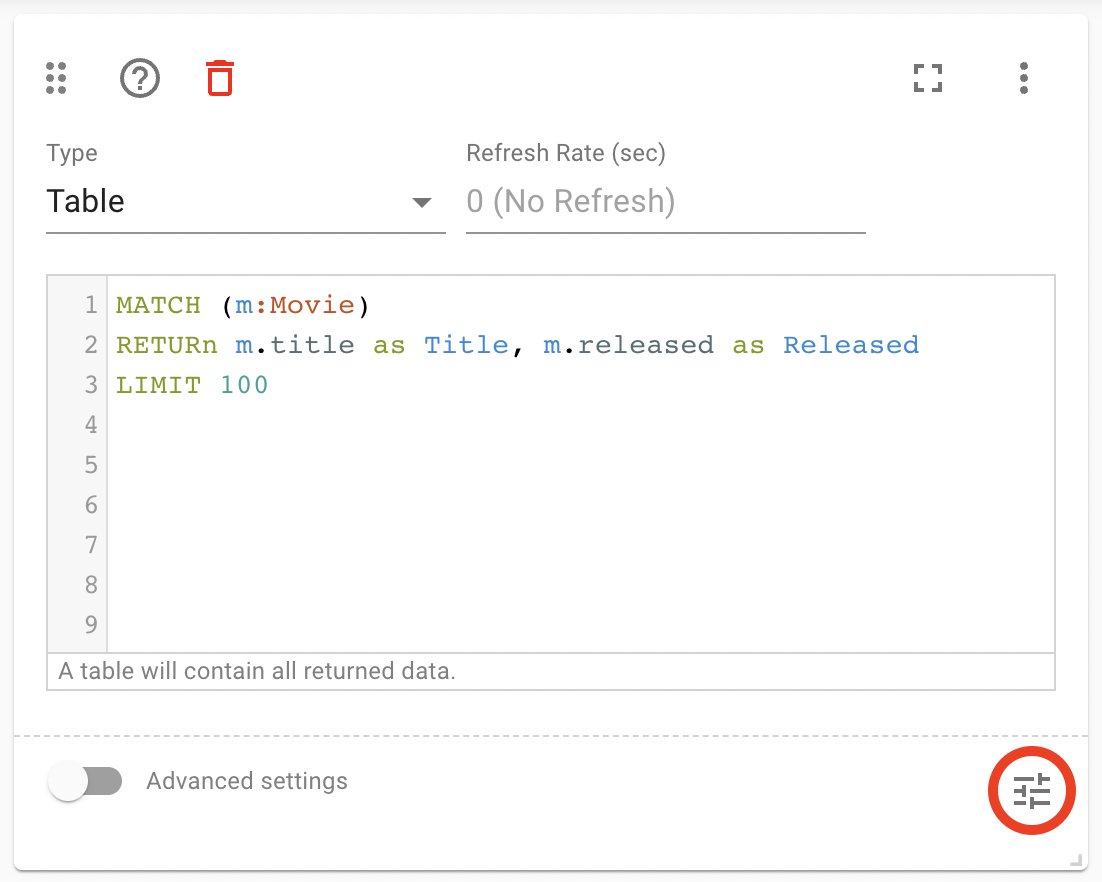 Type
Refresh Rate (sec)
Table
0 (No Refresh)
1 MATCH (m:Movie)
2 RETURn m.title as Title, m.released as Released
3 LIMIT 100
4
5
6
7
8
9
A table will contain all returned data.
Advanced settings